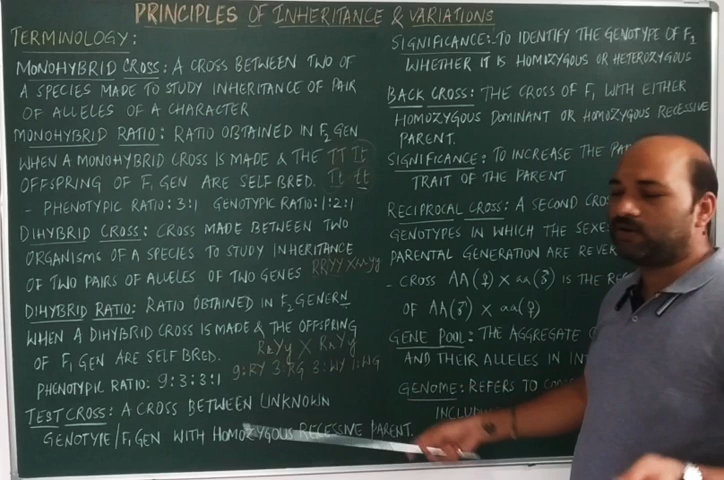 PRINCIPLES OF INHERITANCE & VARIATIONS
TERMINOLOGY:
MONOHYBRID CROSS: A CROSS BETWEEN TWO OF
A SPECIES MADE TO STUDY INHERITANCE OF PAIR
OF ALLELES OF A CHARACTER
MONOHYBRID RATIO: RATIO OBTAINED IN F2 GEN
WHEN A MONOHYBRID CROSS IS MADE & THE TT Tt
OFFSPRING OF F1 GEN ARE SELF BRED. Tt tt
- PHENOTYPIC RATIO: 3:1 GENOTYPIC RATIO: 1:2:1
DIHYBRID CROSS: CROSS MADE BETWEEN TWO
ORGANISMS OF A SPECIES TO STUDY INHERITANCE
OF TWO PAIRS OF ALLELES OF TWO GENES RRYY X
DIHYBRID RATIO: RATIO OBTAINED IN F2 GENERN
WHEN A DIHYBRID CROSS IS MADE & THE OFFSPRING
OF F1 GEN ARE SELF BRED. RrYy X RrYy
9:RY 3:RG 3:WY 1:WG
PHENOTYPIC RATIO: 9:3:3:1
TEST CROSS: A CROSS BETWEEN UNKNOWN
GENOTYPE/F1 GEN WITH HOMOZYGOUS RECESSIVE PARENT.
SIGNIFICANCE:- TO IDENTIFY THE GENOTYPE OF F2
WHETHER IT IS HOMOZYGOUS OR HETEROZYGOUS
BACK CROSS: THE CROSS OF F1 WITH EITHER
HOMOZYGOUS DOMINANT OR HOMOZYGOUS RECESSIVE
PARENT.
SIGNIFICANCE: TO INCREASE THE
TRAIT OF THE PARENT
RECIPROCAL CROSS: A SECOND CROS
GENOTYPES IN WHICH THE SEXES
PARENTAL GENERATION ARE REVER
- CROSS AA (♀) X aa (♂) IS THE RE
OF AA (♂) X aa (♀)
GENE POOL: THE AGGREGATE
AND THEIR ALLELES IN INT
GENOME: REFERS TO
INCLUDING